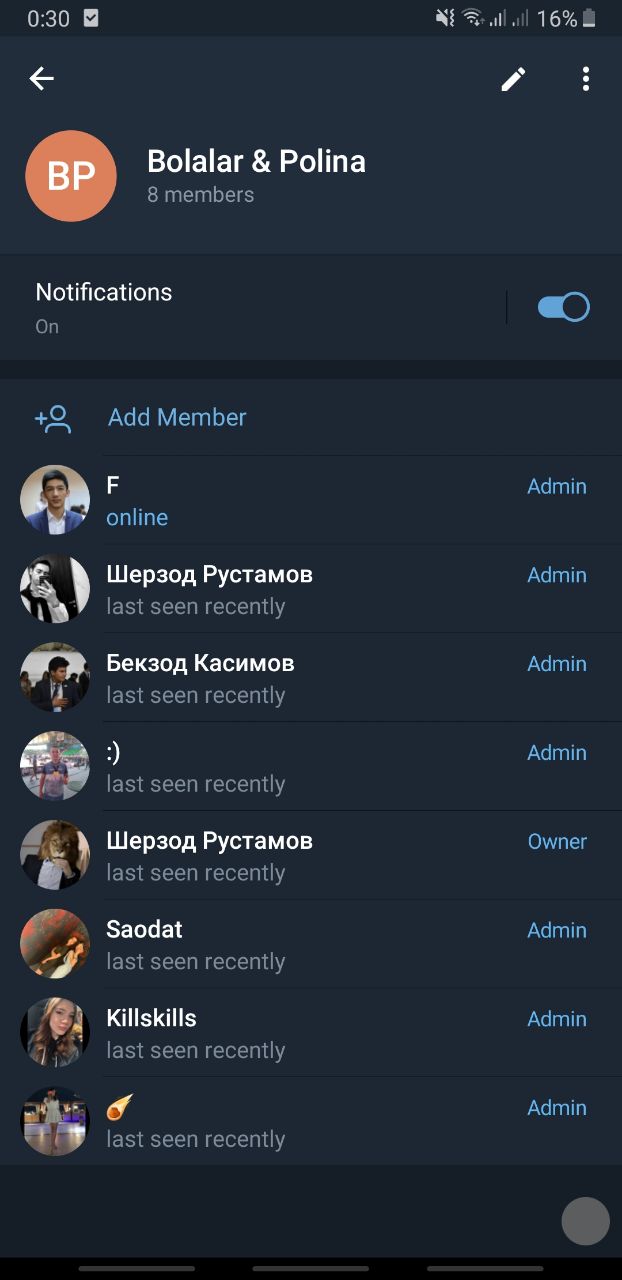 0:30 16%
BP
Bolalar & Polina
8 members
Notifications
On
Add Member
F Admin
online
Шерзод Рустамов Admin
last seen recently
Бекзод Касимов Admin
last seen recently
:) Admin
last seen recently
Шерзод Рустамов Owner
last seen recently
Saodat Admin
last seen recently
Killskills Admin
last seen recently
☄️ Admin
last seen recently